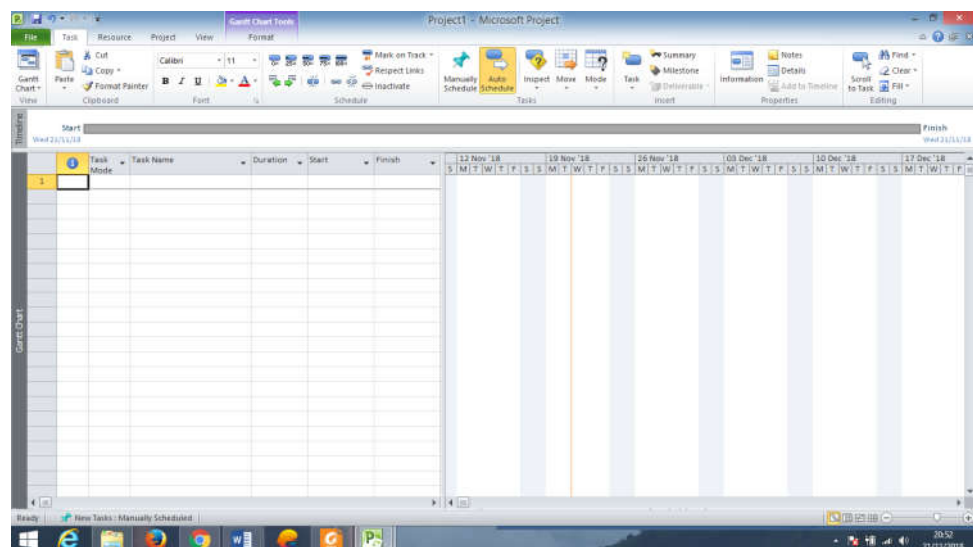 Gantt Chart Tools
Project1 - Microsoft Project
File Task Resource Project View Format
Gantt Chart
View
Paste
Cut
Copy
Format Painter
Clipboard
Calibri 11
B I U A
Font
Mark on Track
Respect Links
Inactivate
Schedule
Manually Schedule
Auto Schedule
Inspect
Move
Mode
Tasks
Task
Summary
Milestone
Deliverable
Insert
Information
Notes
Details
Add to Timeline
Properties
Scroll to Task
Find
Clear
Fill
Editing
Timeline
Start
Wed 21/11/18
Finish
Wed 21/11/18
Task Mode Task Name Duration Start Finish
12 Nov '18 19 Nov '18 26 Nov '18 03 Dec '18 10 Dec '18 17 Dec '18
S M T W T F S S M T W T F S S M T W T F S S M T W T F S S M T W T F S S M T W T F
1
Gantt Chart
Ready New Tasks : Manually Scheduled
20:52
21/11/2018